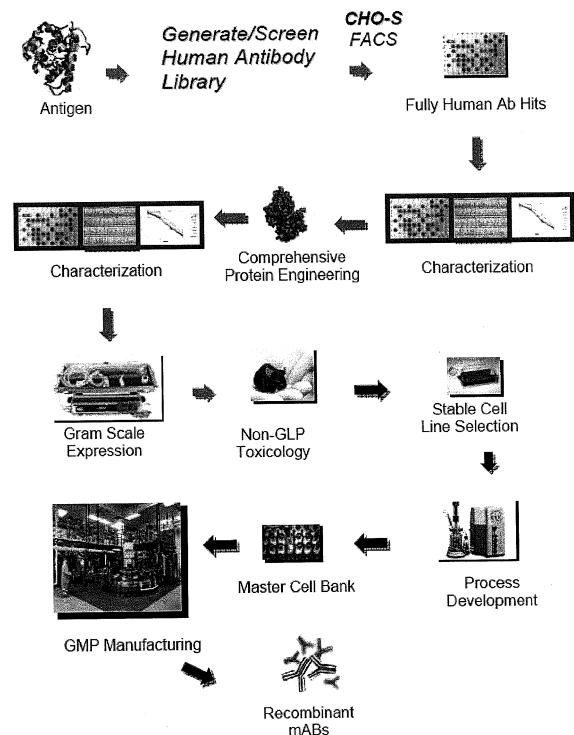 Generate/Screen
Human Antibody
Library
CHO-S
FACS
Antigen
Fully Human Ab Hits
Characterization
Comprehensive
Protein Engineering
Characterization
Gram Scale
Expression
Non-GLP
Toxicology
Stable Cell
Line Selection
GMP Manufacturing
Master Cell Bank
Process
Development
Recombinant
mABs